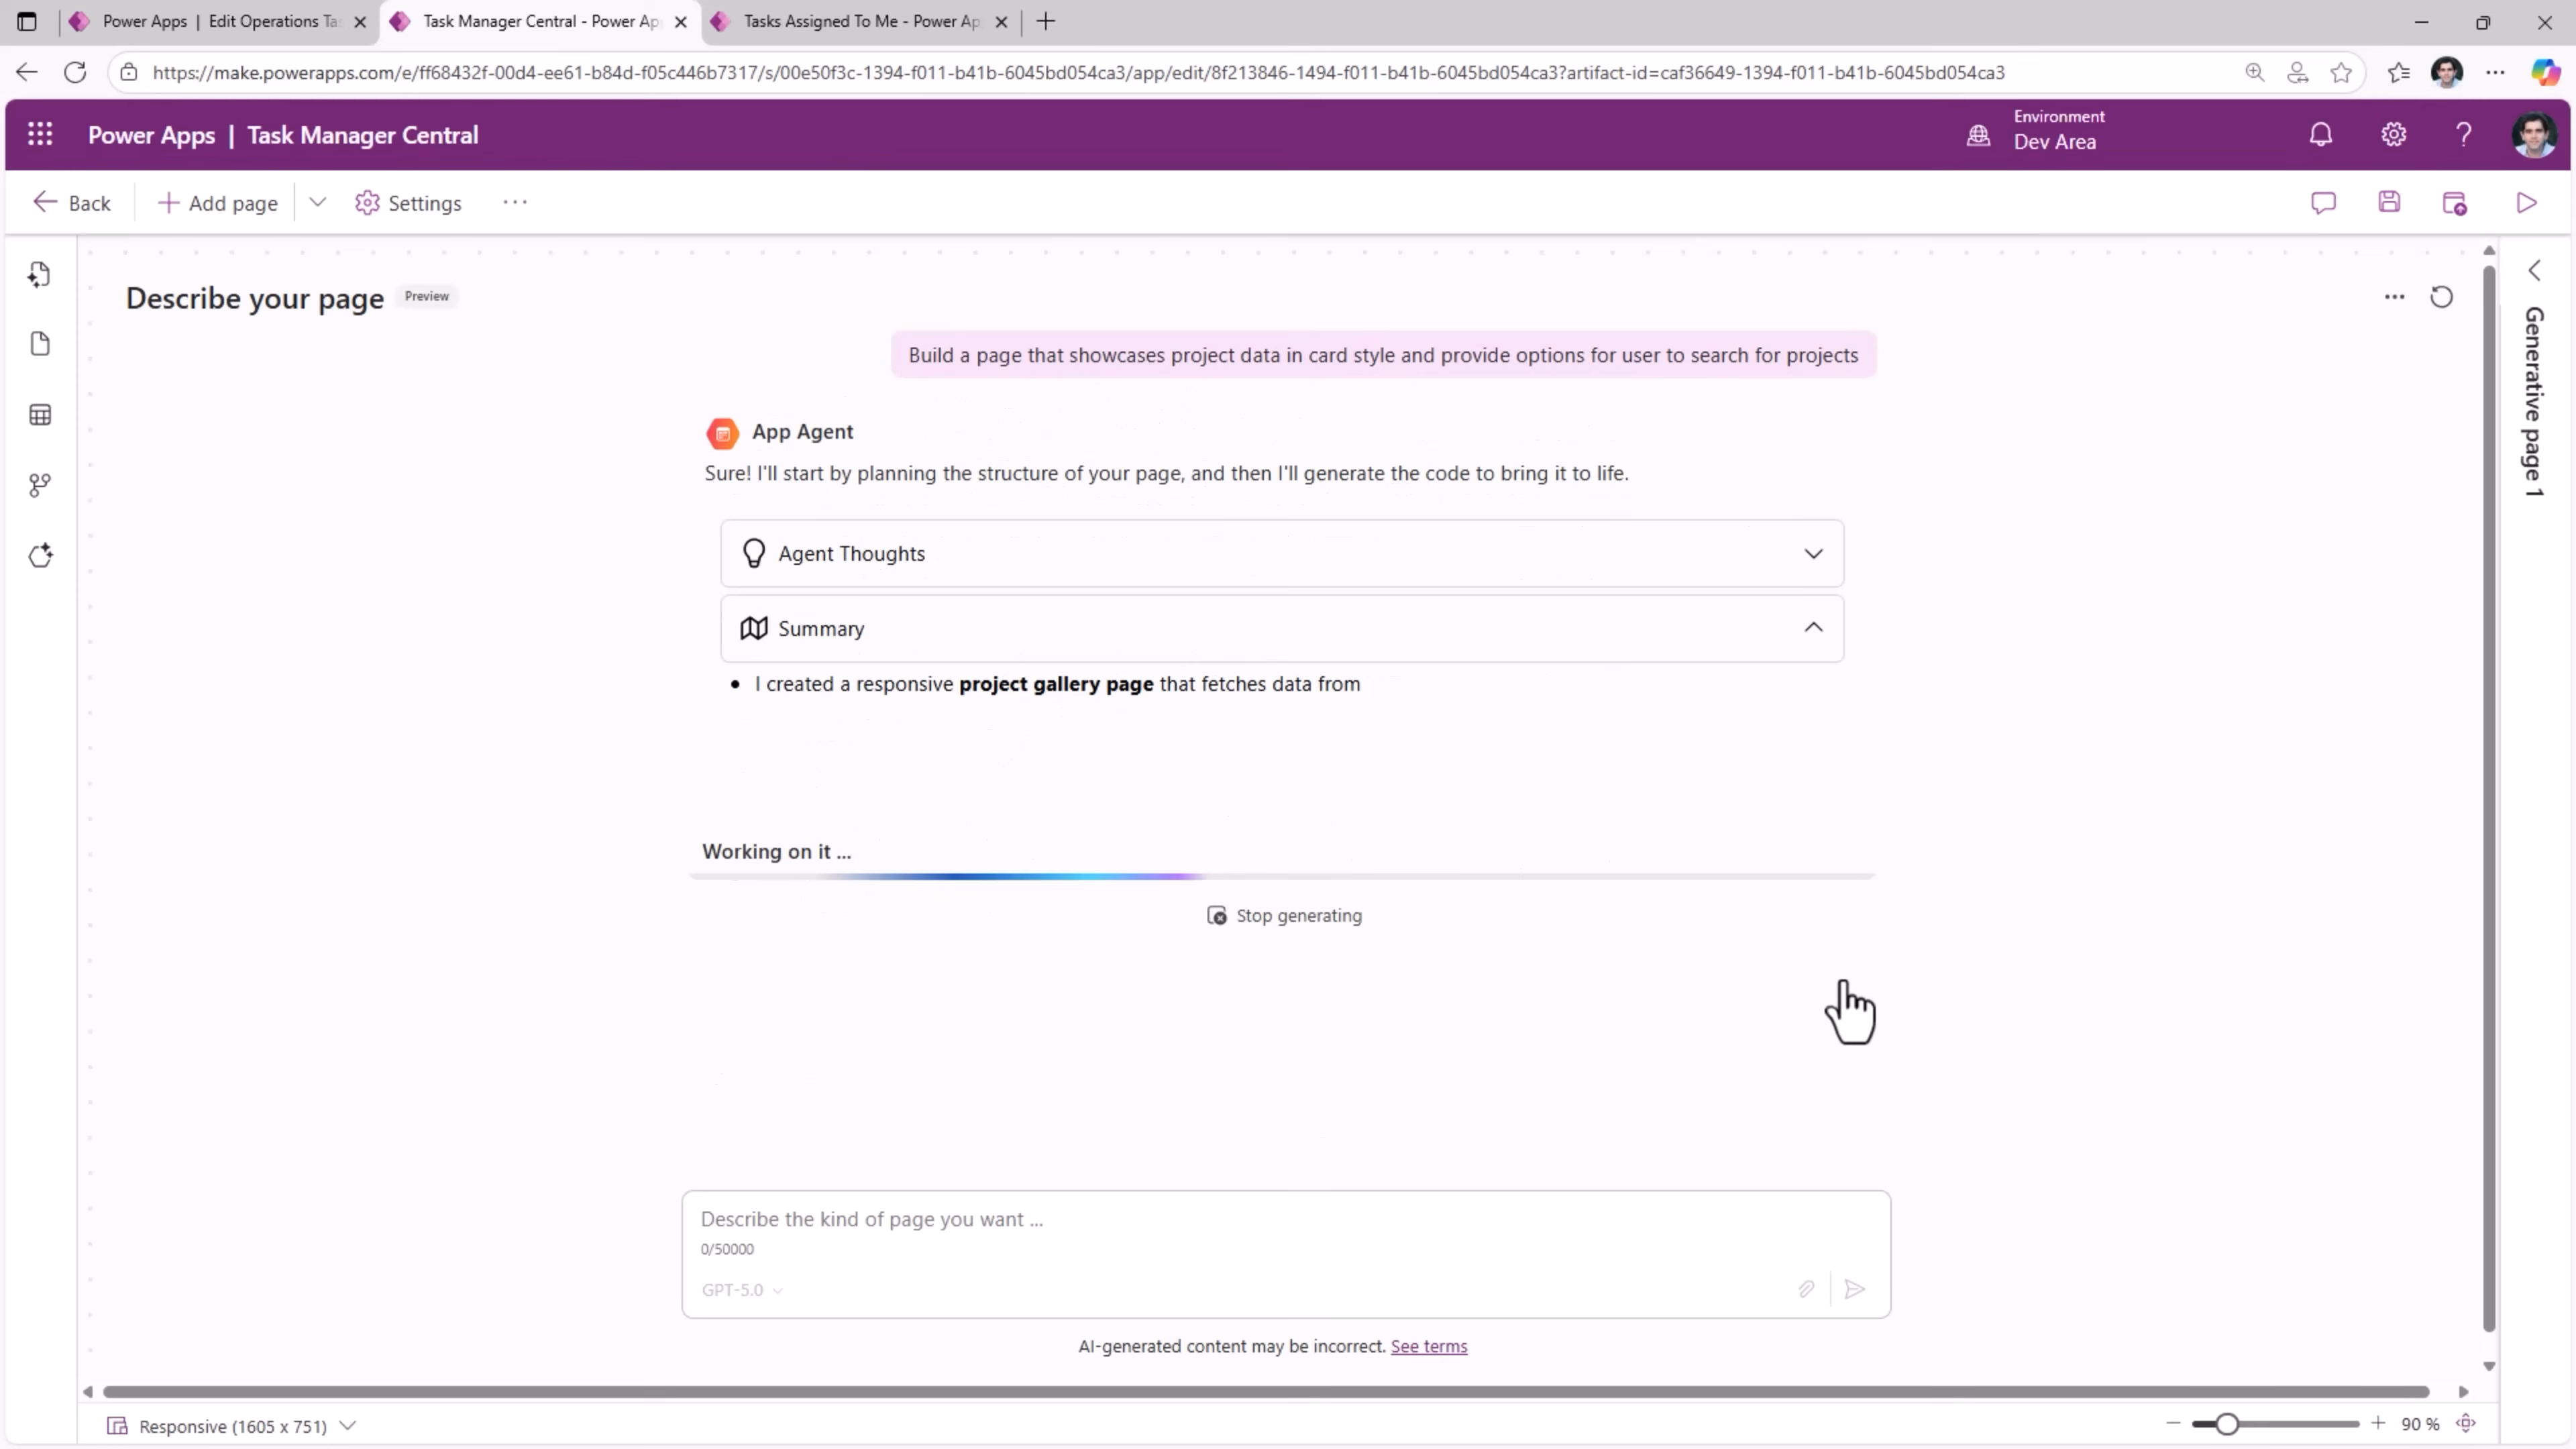 Power Apps | Edit Operations Ta
Task Manager Central - Power Ap
Tasks Assigned To Me - Power Ap
https://make.powerapps.com/e/ff68432f-00d4-ee61-b84d-f05c446b7317/s/00e50f3c-1394-f011-b41b-6045bd054ca3/app/edit/8f213846-1494-f011-b41b-6045bd054ca3?artifact-id=caf36649-1394-f011-b41b-6045bd054ca3
Power Apps | Task Manager Central
Environment
Dev Area
Back
Add page
Settings
Describe your page
Preview
Build a page that showcases project data in card style and provide options for user to search for projects
App Agent
Sure! I'll start by planning the structure of your page, and then I'll generate the code to bring it to life.
Agent Thoughts
Summary
• I created a responsive project gallery page that fetches data from
Working on it ...
Stop generating
Describe the kind of page you want ...
0/50000
GPT-5.0
AI-generated content may be incorrect. See terms
Generative page 1
Responsive (1605 x 751)
90 %